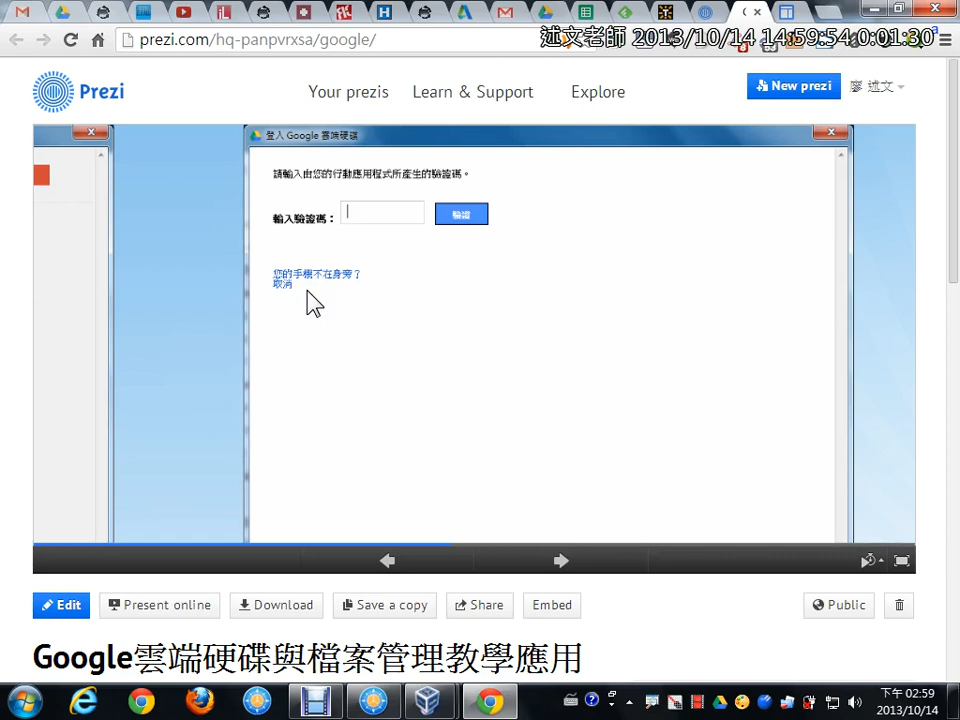 prezi.com/hq-panpvrxsa/google/
述文老師 2013/10/14 14:59:54 0:01:30
Prezi
Your prezis
Learn & Support
Explore
New prezi
廖 述文
登入 Google 雲端硬碟
請輸入由您的行動應用程式所產生的驗證碼。
輸入驗證碼：
驗證
您的手機不在身旁？
取消
Edit
Present online
Download
Save a copy
Share
Embed
Public
Google雲端硬碟與檔案管理教學應用
下午 02:59
2013/10/14